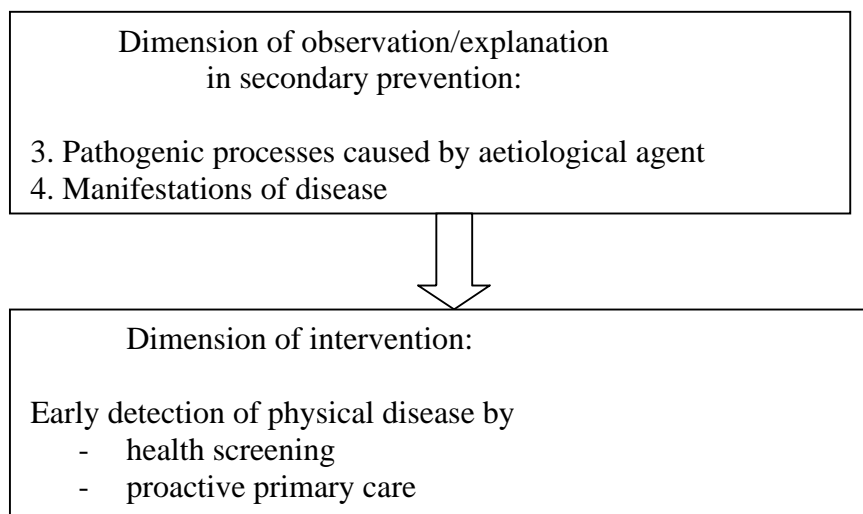 Dimension of observation/explanation
in secondary prevention:
3. Pathogenic processes caused by aetiological agent
4. Manifestations of disease
Dimension of intervention:
Early detection of physical disease by
- health screening
- proactive primary care